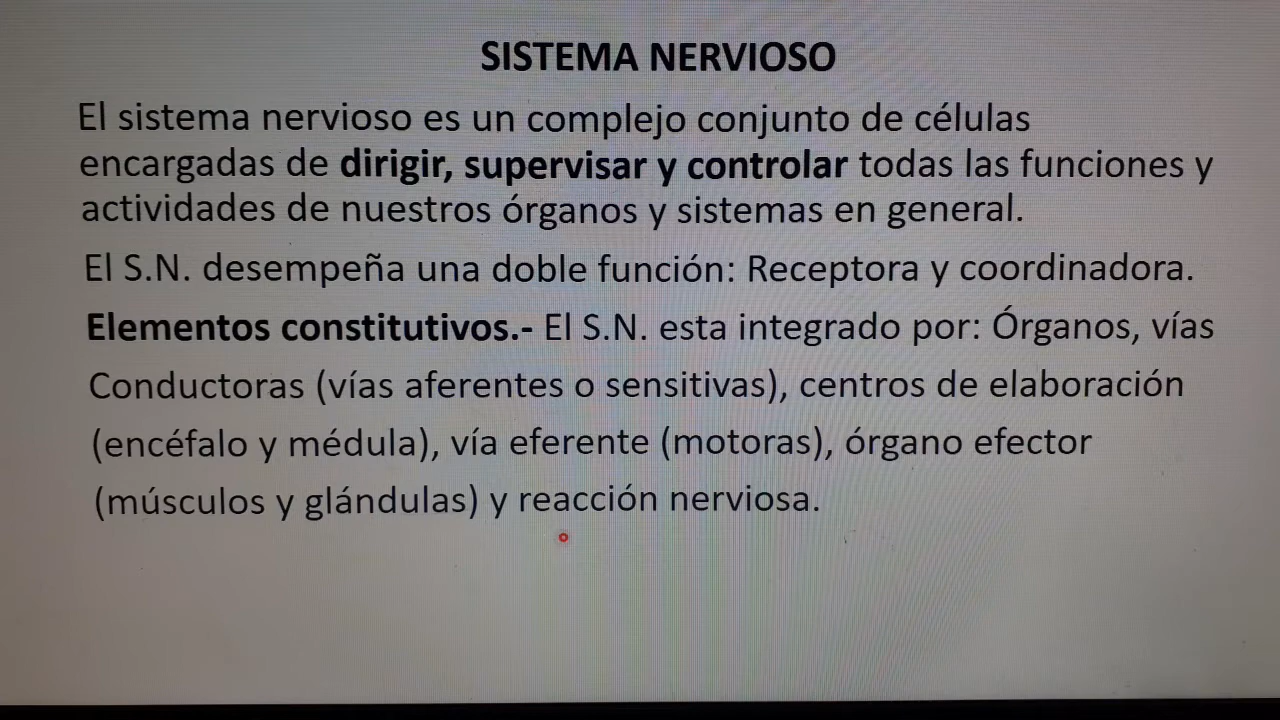 SISTEMA NERVIOSO
El sistema nervioso es un complejo conjunto de células
encargadas de dirigir, supervisar y controlar todas las funciones y
actividades de nuestros órganos y sistemas en general.
El S.N. desempeña una doble función: Receptora y coordinadora.
Elementos constitutivos.- El S.N. esta integrado por: Órganos, vías
Conductoras (vías aferentes o sensitivas), centros de elaboración
(encéfalo y médula), vía eferente (motoras), órgano efector
(músculos y glándulas) y reacción nerviosa.